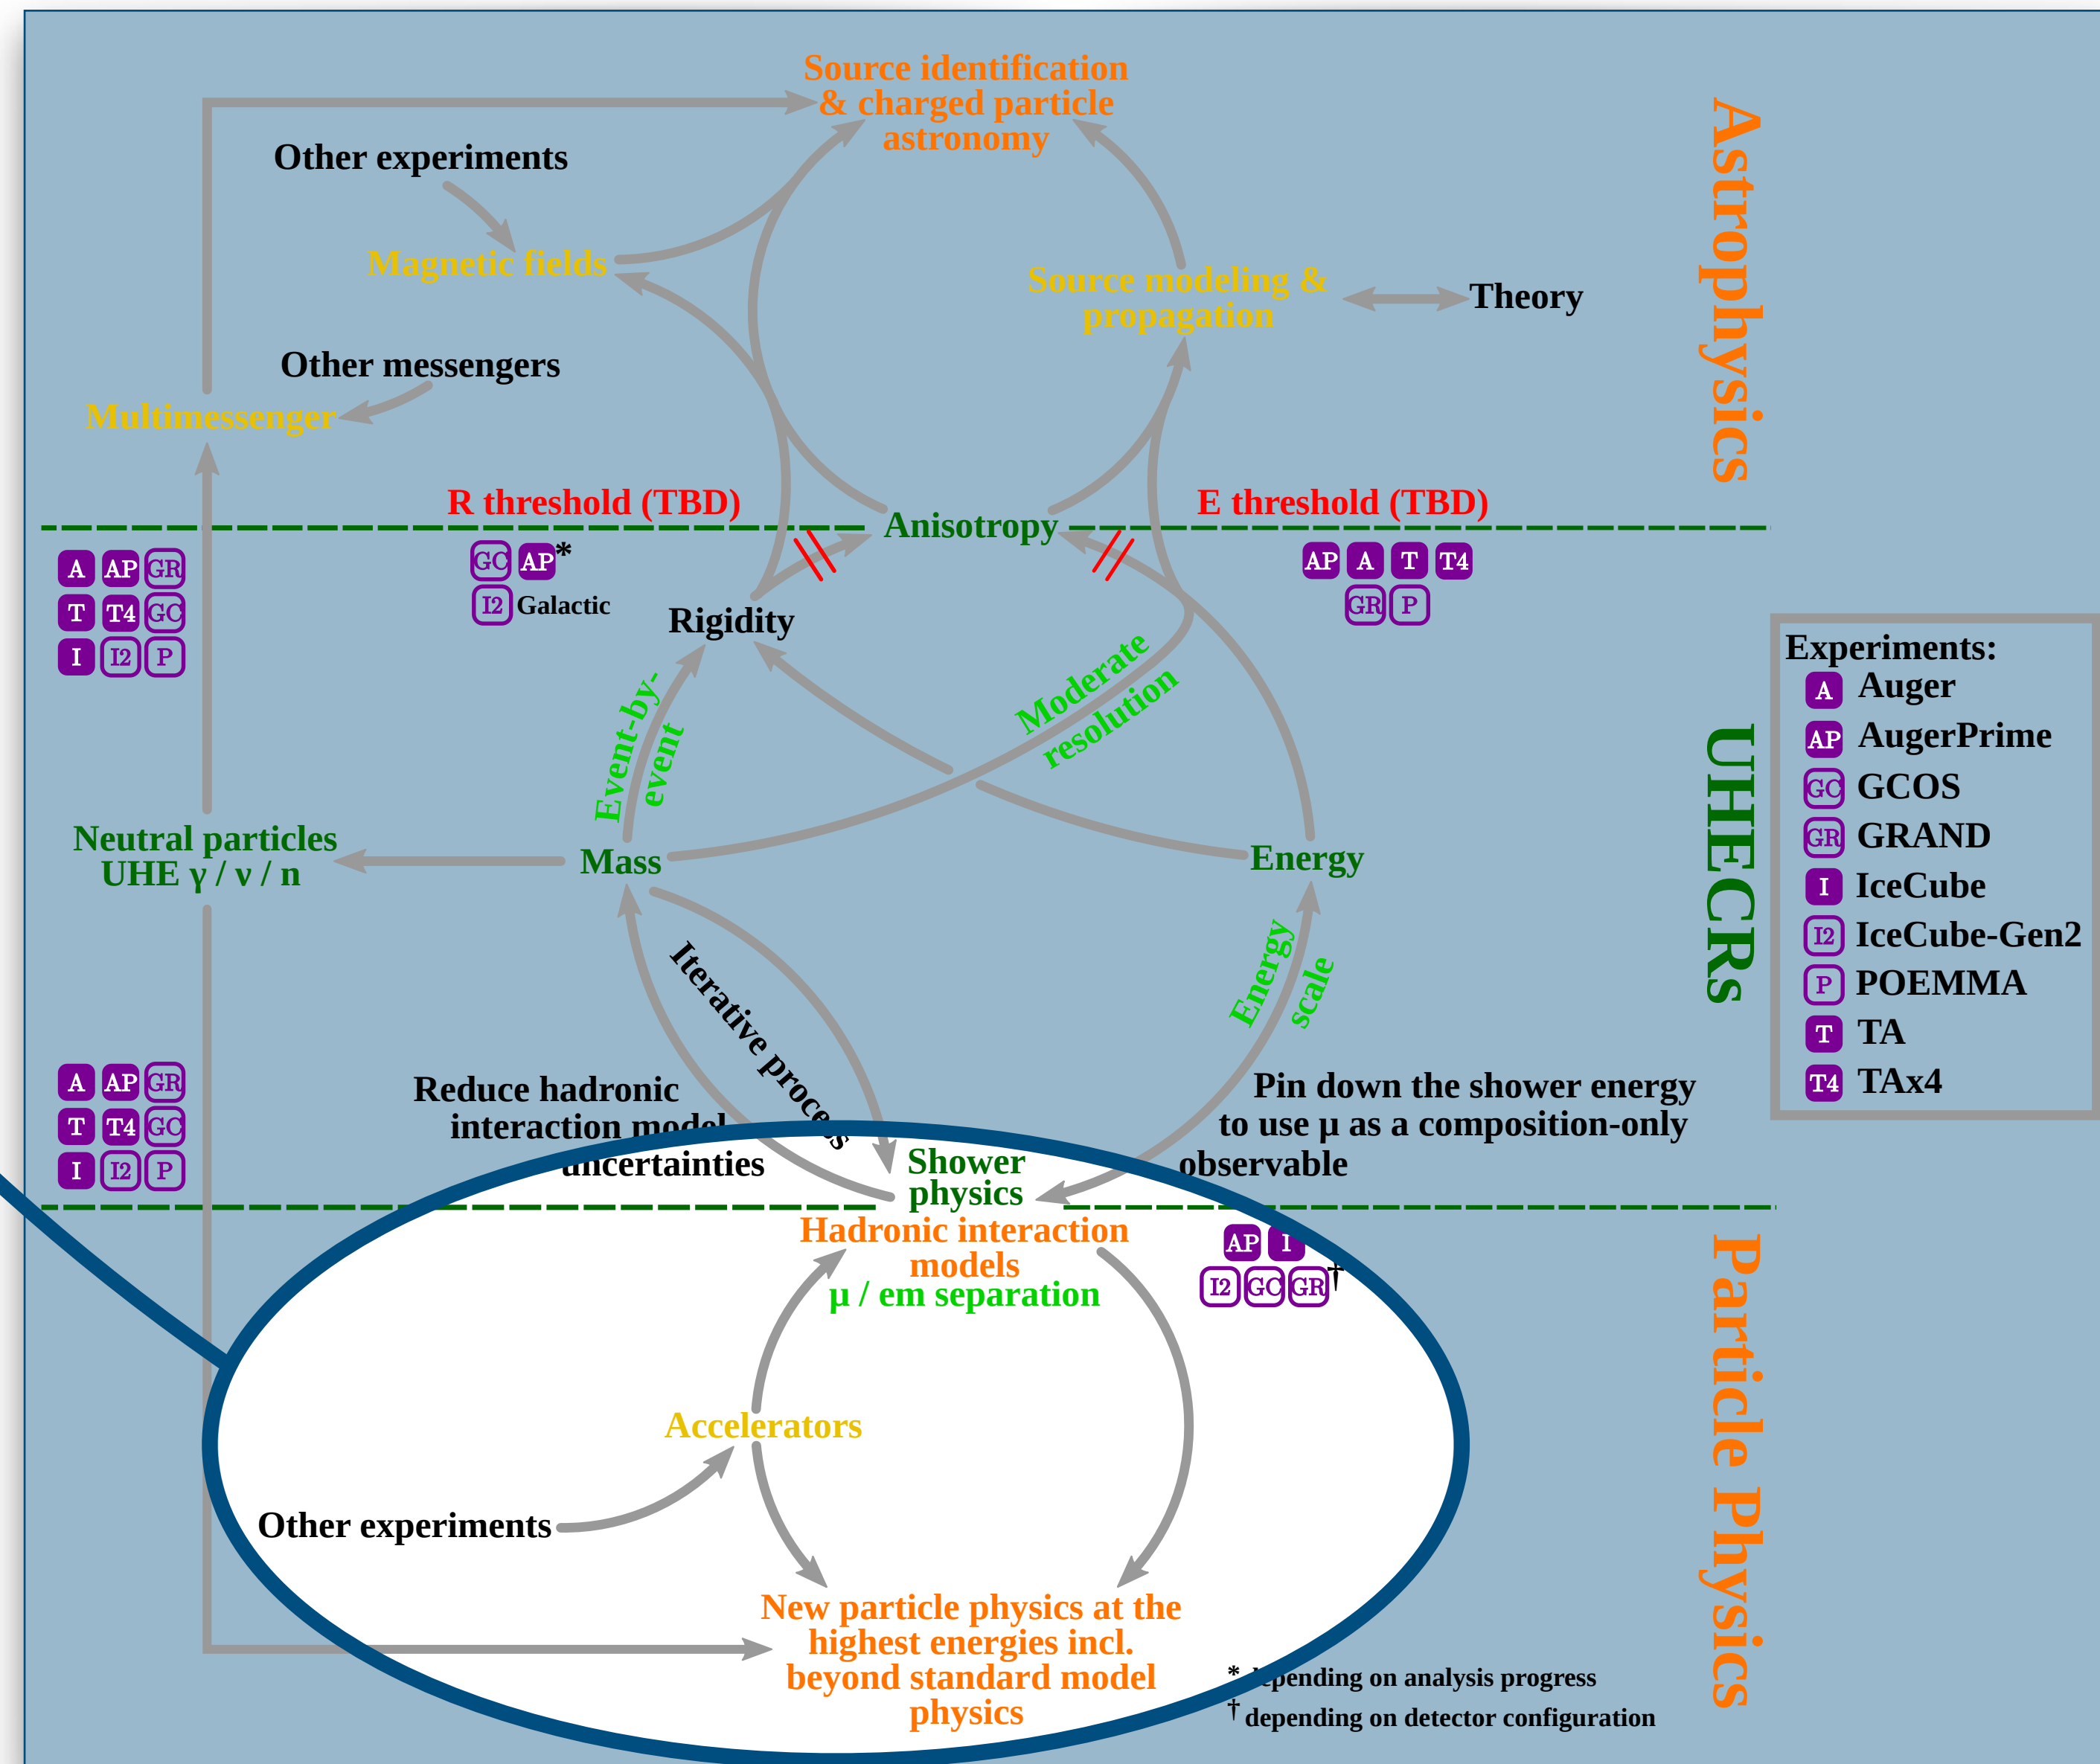 Source identification
& charged particle
astronomy
Other experiments
Magnetic fields
Source modeling &
propagation
Theory
Other messengers
Multimessenger
Astrophysics
R threshold (TBD)
E threshold (TBD)
Anisotropy
A AP GR
T T4 GC
I I2 P
GC AP*
I2 Galactic
AP A T T4
GR P
Rigidity
Event-by-
event
Moderate
resolution
Neutral particles
UHE γ / ν / n
Mass
Energy
UHECRs
Experiments:
A Auger
AP AugerPrime
GC GCOS
GR GRAND
I IceCube
I2 IceCube-Gen2
P POEMMA
T TA
T4 TAx4
Iterative process
Energy
scale
A AP GR
T T4 GC
I I2 P
Reduce hadronic
interaction model
uncertainties
Pin down the shower energy
to use μ as a composition-only
observable
Shower
physics
Hadronic interaction
models
μ / em separation
AP I
I2 GC GR†
Accelerators
Other experiments
New particle physics at the
highest energies incl.
beyond standard model
physics
Particle Physics
* depending on analysis progress
† depending on detector configuration